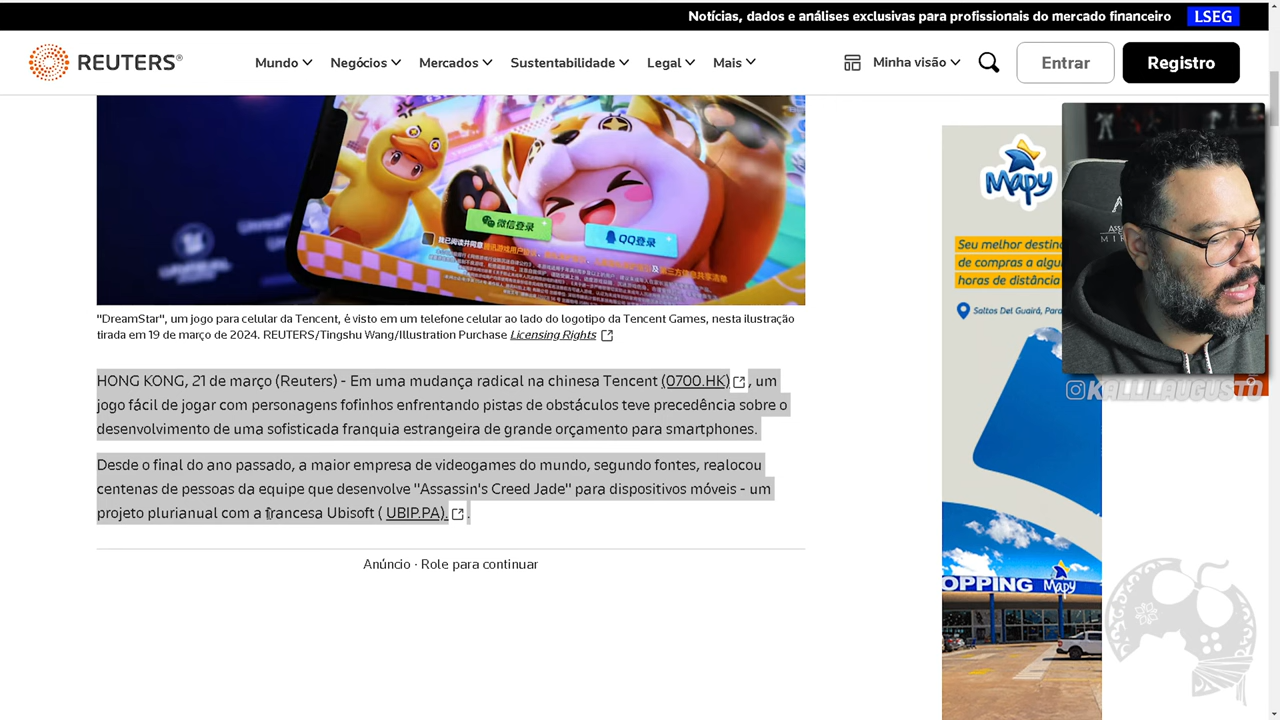 Notícias, dados e análises exclusivas para profissionais do mercado financeiro LSEG
REUTERS®
Mundo Negócios Mercados Sustentabilidade Legal Mais Minha visão Entrar Registro
微信登录
QQ登录
我已阅读并同意
"DreamStar", um jogo para celular da Tencent, é visto em um telefone celular ao lado do logotipo da Tencent Games, nesta ilustração
tirada em 19 de março de 2024. REUTERS/Tingshu Wang/Illustration Purchase Licensing Rights
HONG KONG, 21 de março (Reuters) - Em uma mudança radical na chinesa Tencent (0700.HK) , um
jogo fácil de jogar com personagens fofinhos enfrentando pistas de obstáculos teve precedência sobre o
desenvolvimento de uma sofisticada franquia estrangeira de grande orçamento para smartphones.
Desde o final do ano passado, a maior empresa de videogames do mundo, segundo fontes, realocou
centenas de pessoas da equipe que desenvolve "Assassin's Creed Jade" para dispositivos móveis - um
projeto plurianual com a francesa Ubisoft ( UBIP.PA). .
Anúncio · Role para continuar
Mapy
Seu melhor
de compras a
horas de distância
Saltos Del Guairá,
OPPING Mapy
KALLILAUGUSTO